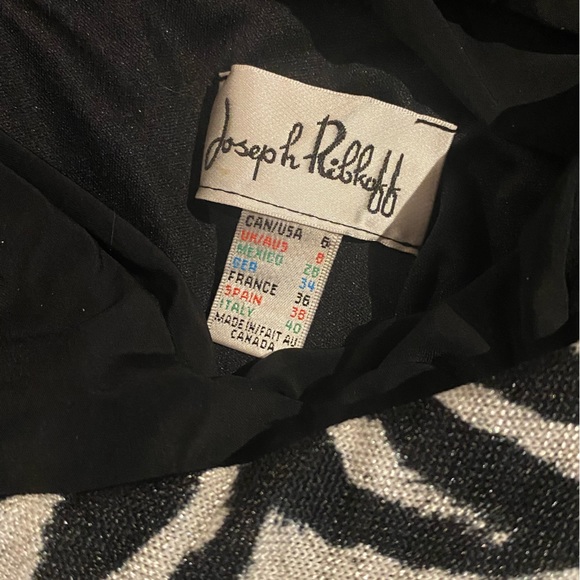 Joseph Ribkoff
CAN/USA 6
UK/AUS 8
MEXICO 28
GER 34
FRANCE 36
SPAIN 38
ITALY 40
MADE IN/FAIT AU
CANADA